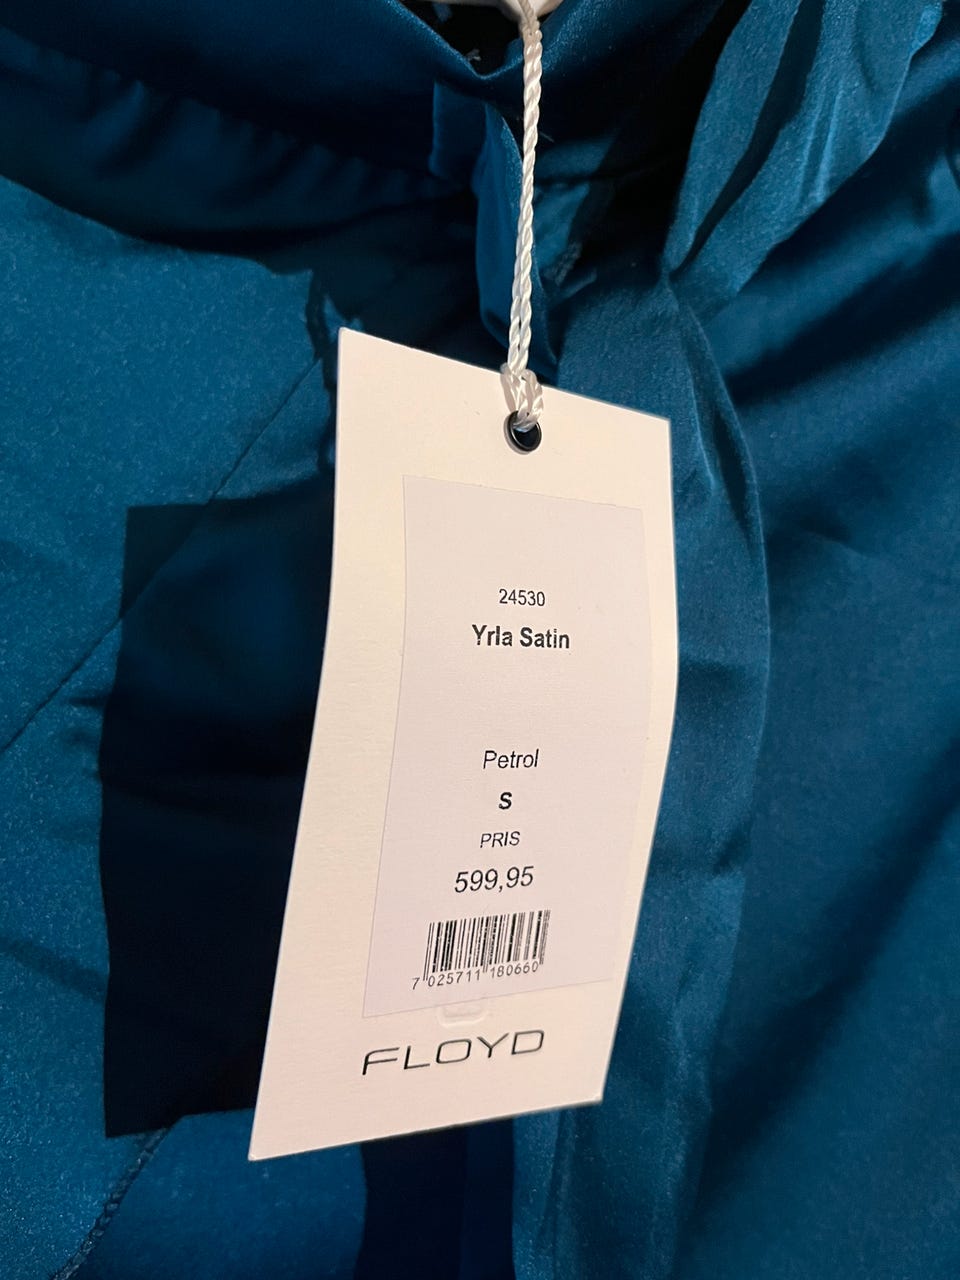 24530
Yrla Satin
Petrol
S
PRIS
599,95
7 025711 180660
FLOYD